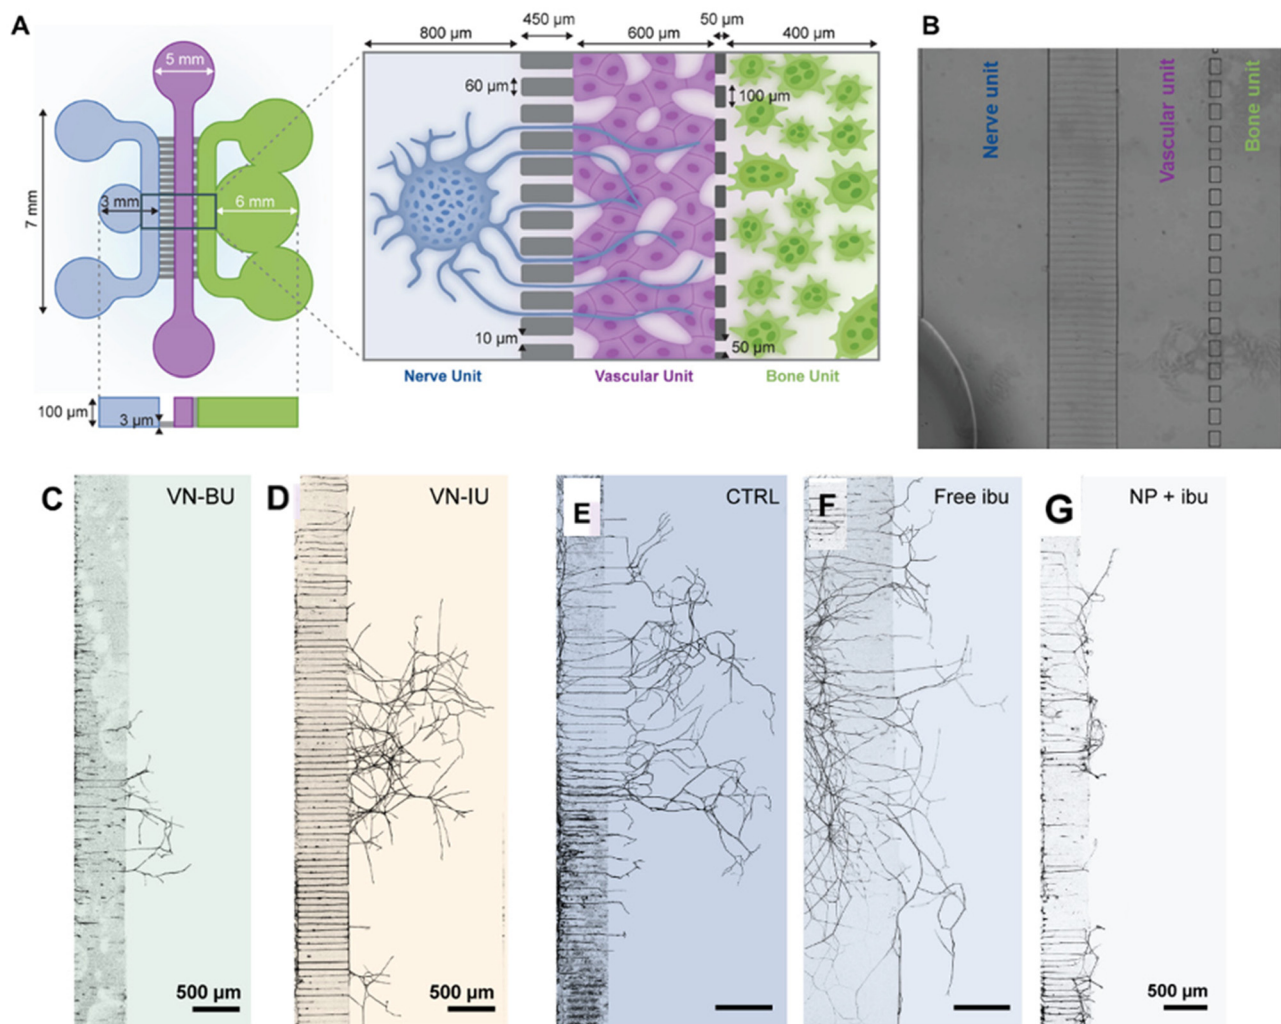 A
5 mm
7 mm
3 mm
6 mm
100 µm
3 µm
800 µm
450 µm
600 µm
50 µm
400 µm
60 µm
100 µm
10 µm
50 µm
Nerve Unit
Vascular Unit
Bone Unit
B
Nerve unit
Vascular unit
Bone unit
C
VN-BU
500 µm
D
VN-IU
500 µm
E
CTRL
F
Free ibu
G
NP + ibu
500 µm